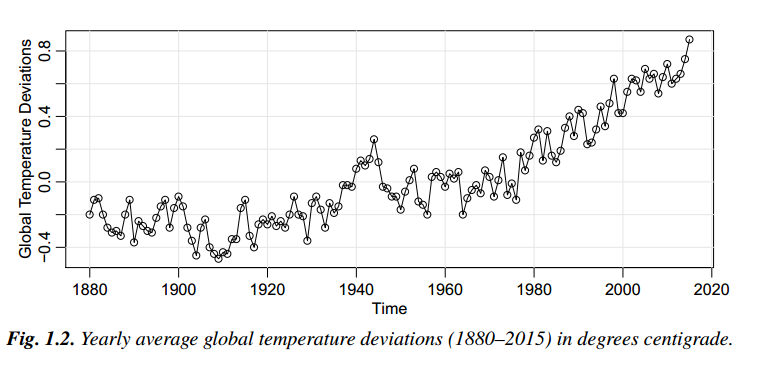 Global Temperature Deviations
0.8
0.4
0.0
−0.4
1880 1900 1920 1940 1960 1980 2000 2020
Time
Fig. 1.2. Yearly average global temperature deviations (1880–2015) in degrees centigrade.